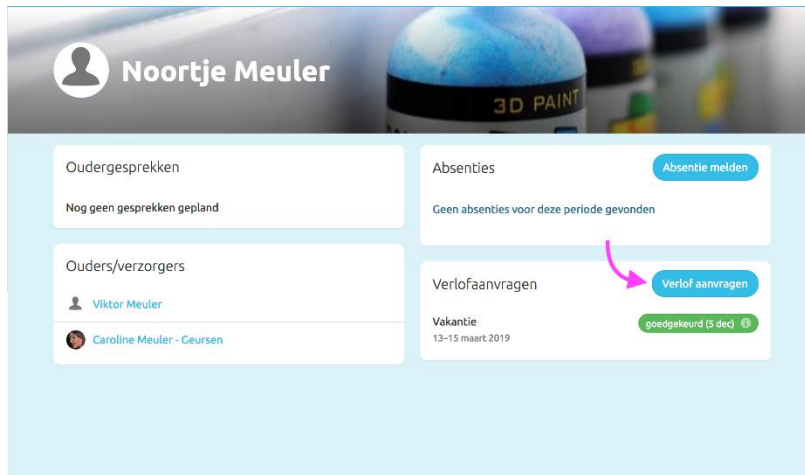 Noortje Meuler
3D PAINT
Oudergesprekken
Nog geen gesprekken gepland
Ouders/verzorgers
Viktor Meuler
Caroline Meuler - Geursen
Absenties
Absentie melden
Geen absenties voor deze periode gevonden
Verlofaanvragen
Verlof aanvragen
Vakantie
goedgekeurd (5 dec)
13–15 maart 2019